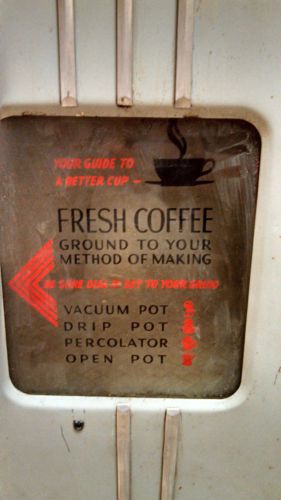 YOUR GUIDE TO
A BETTER CUP –
FRESH COFFEE
GROUND TO YOUR
METHOD OF MAKING
BE SURE DIAL IS SET TO YOUR GRIND
VACUUM POT
DRIP POT
PERCOLATOR
OPEN POT